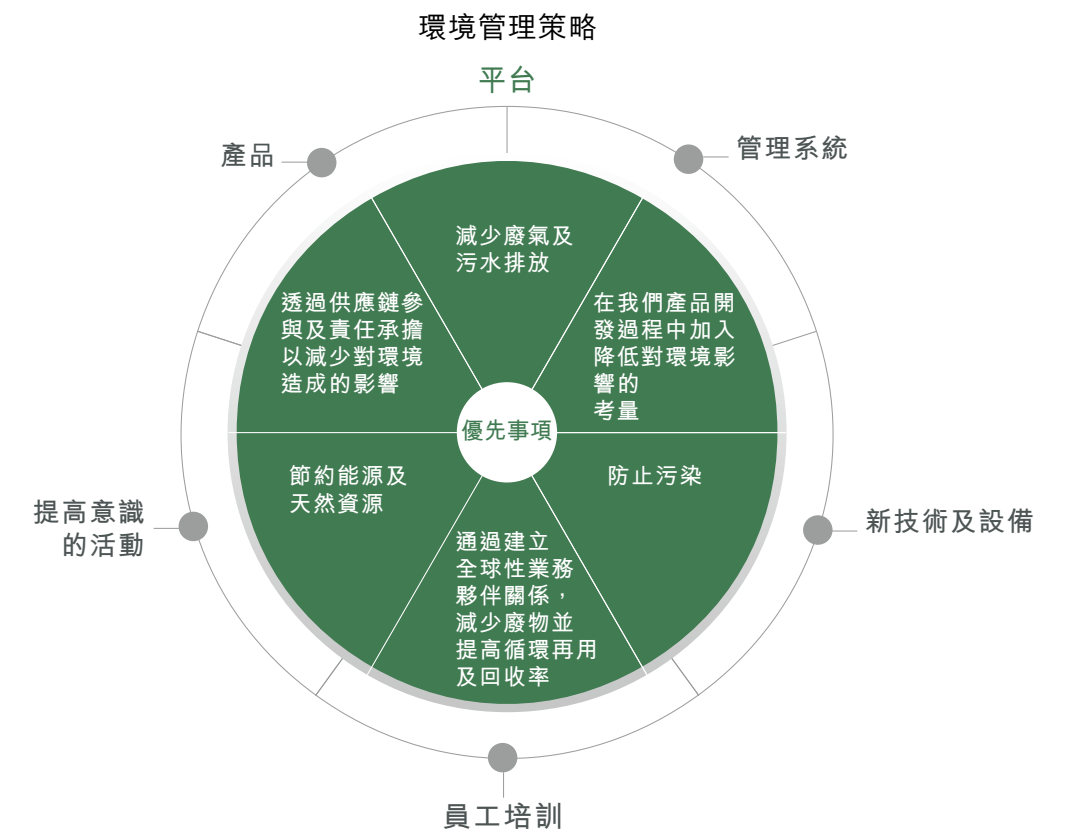 環境管理策略
平台
產品
管理系統
減少廢氣及
污水排放
透過供應鏈參
與及責任承擔
以減少對環境
造成的影響
在我們產品開
發過程中加入
降低對環境影
響的
考量
優先事項
節約能源及
天然資源
防止污染
通過建立
全球性業務
夥伴關係，
減少廢物並
提高循環再用
及回收率
提高意識
的活動
新技術及設備
員工培訓